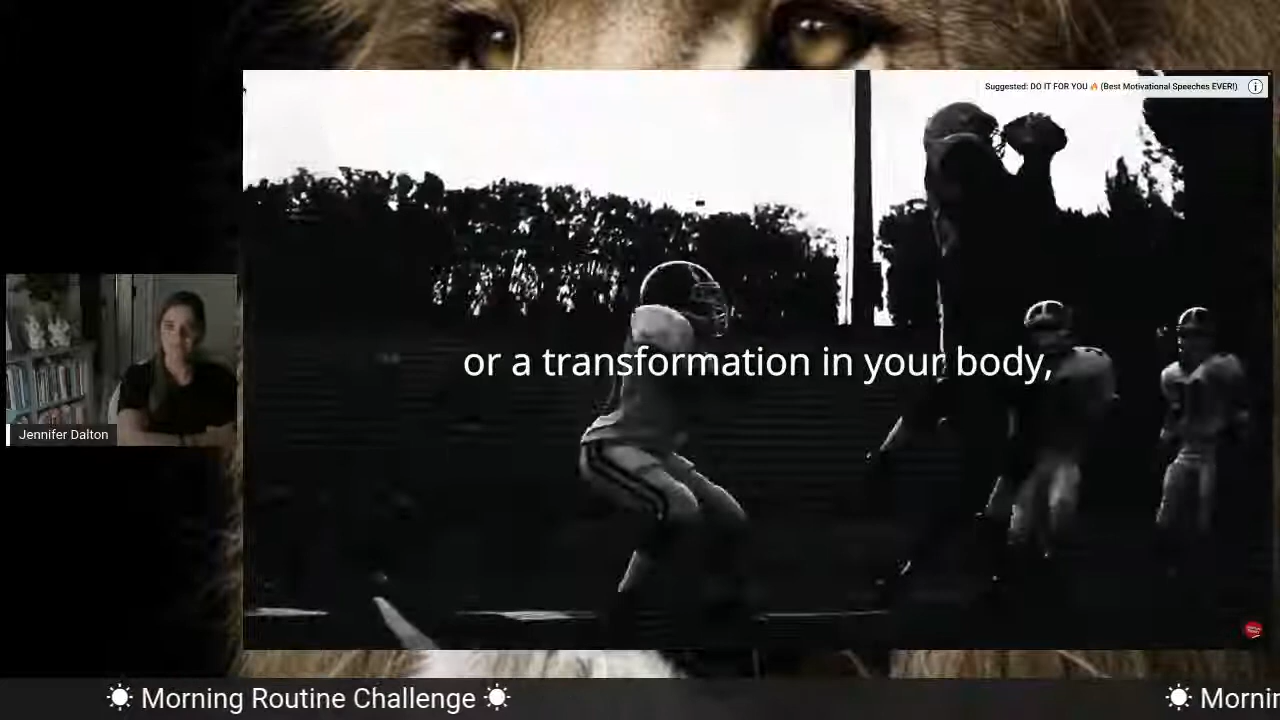 Suggested: DO IT FOR YOU 🔥 (Best Motivational Speeches EVER!)
or a transformation in your body,
Jennifer Dalton
☀ Morning Routine Challenge ☀
☀ Mornin